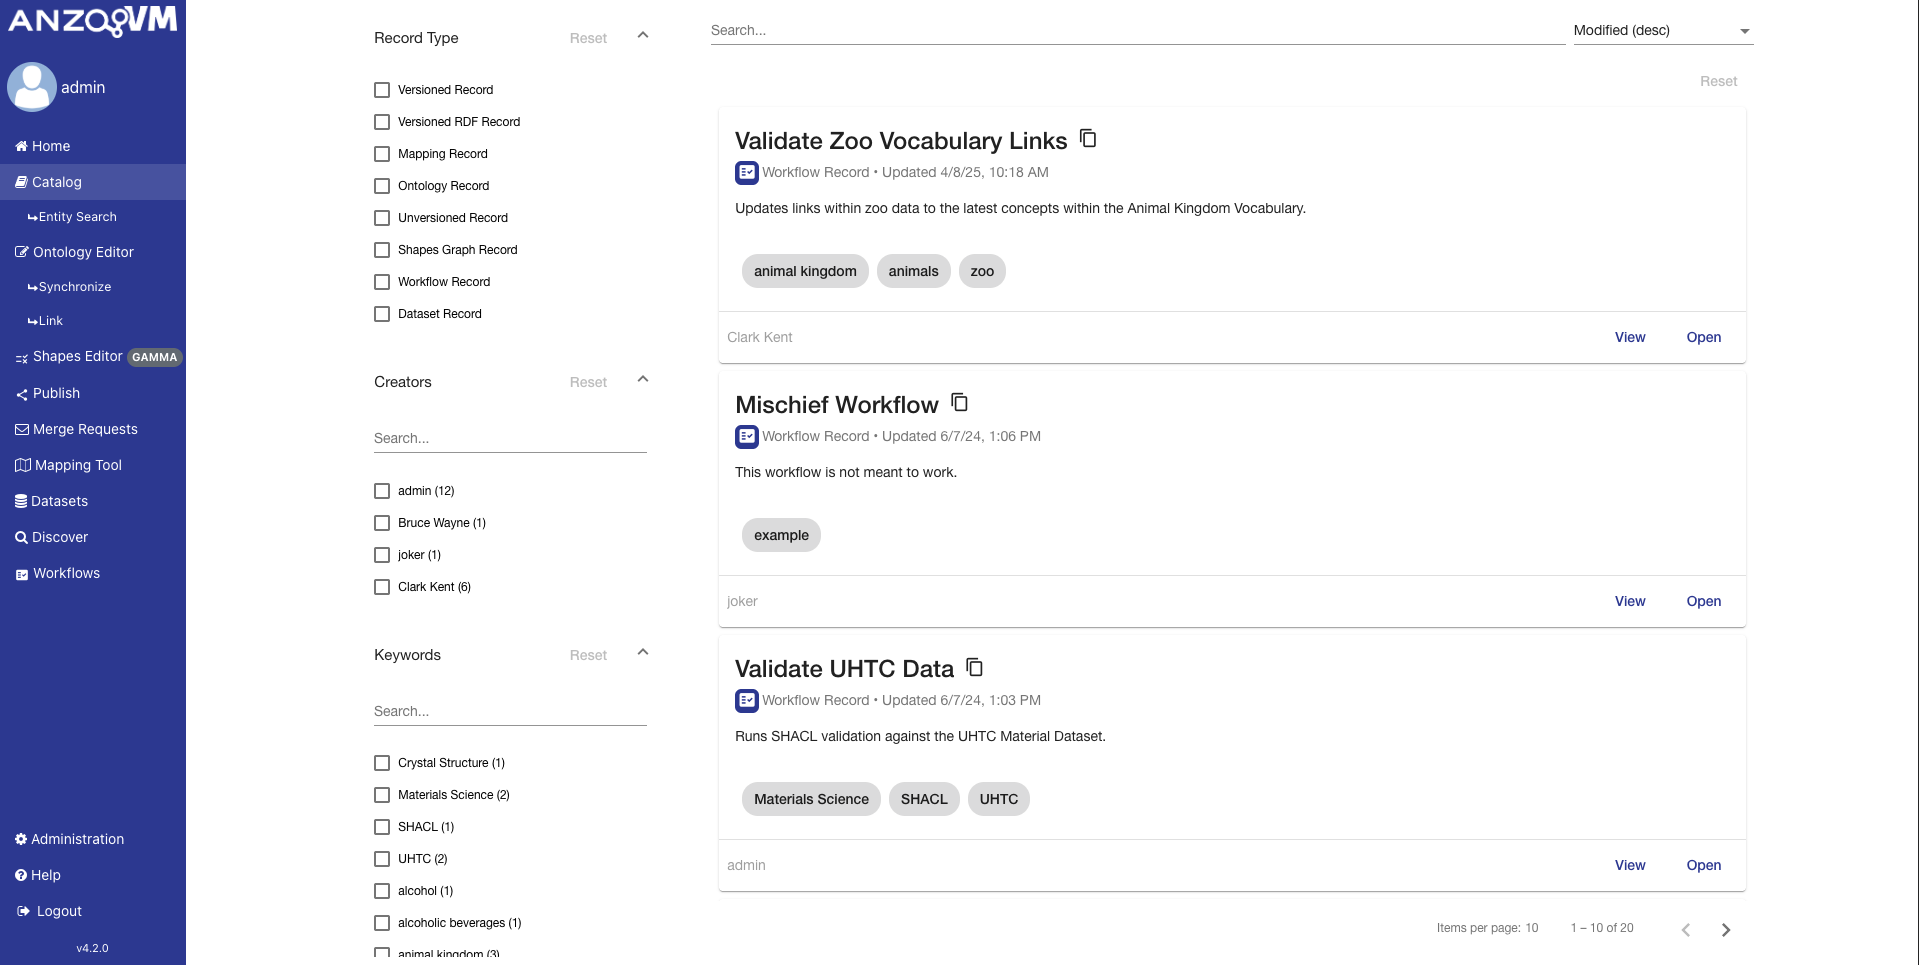 ANZOOVM
admin
Home
Catalog
Entity Search
Ontology Editor
Synchronize
Link
Shapes Editor GAMMA
Publish
Merge Requests
Mapping Tool
Datasets
Discover
Workflows
Administration
Help
Logout
v4.2.0
Record Type Reset
Versioned Record
Versioned RDF Record
Mapping Record
Ontology Record
Unversioned Record
Shapes Graph Record
Workflow Record
Dataset Record
Creators Reset
Search...
admin (12)
Bruce Wayne (1)
joker (1)
Clark Kent (6)
Keywords Reset
Search...
Crystal Structure (1)
Materials Science (2)
SHACL (1)
UHTC (2)
alcohol (1)
alcoholic beverages (1)
animal kingdom (3)
Search... Modified (desc)
Reset
Validate Zoo Vocabulary Links
Workflow Record • Updated 4/8/25, 10:18 AM
Updates links within zoo data to the latest concepts within the Animal Kingdom Vocabulary.
animal kingdom animals zoo
Clark Kent View Open
Mischief Workflow
Workflow Record • Updated 6/7/24, 1:06 PM
This workflow is not meant to work.
example
joker View Open
Validate UHTC Data
Workflow Record • Updated 6/7/24, 1:03 PM
Runs SHACL validation against the UHTC Material Dataset.
Materials Science SHACL UHTC
admin View Open
Items per page: 10 1 – 10 of 20